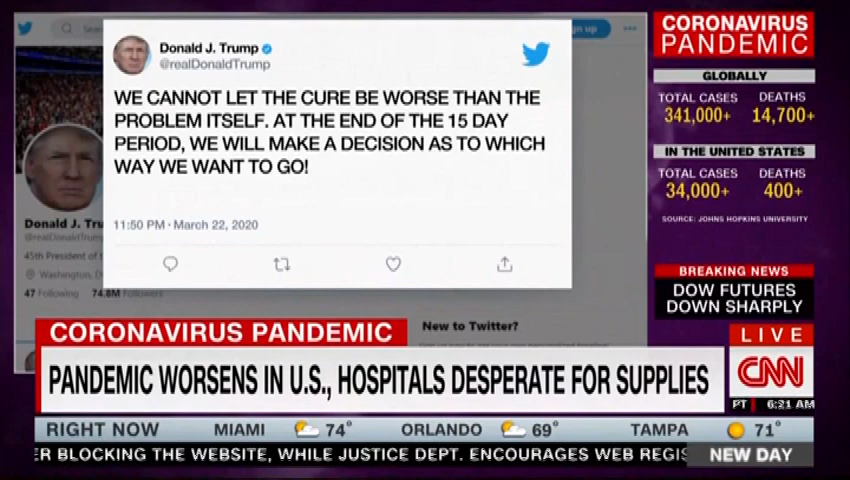 Donald J. Trump
@realDonaldTrump
WE CANNOT LET THE CURE BE WORSE THAN THE
PROBLEM ITSELF. AT THE END OF THE 15 DAY
PERIOD, WE WILL MAKE A DECISION AS TO WHICH
WAY WE WANT TO GO!
11:50 PM · March 22, 2020
Donald J. Tru
@realDonaldTrump
45th President of t
Washington, D
47 Following 74.8M Followers
New to Twitter?
CORONAVIRUS
PANDEMIC
GLOBALLY
TOTAL CASES DEATHS
341,000+ 14,700+
IN THE UNITED STATES
TOTAL CASES DEATHS
34,000+ 400+
SOURCE: JOHNS HOPKINS UNIVERSITY
BREAKING NEWS
DOW FUTURES
DOWN SHARPLY
CORONAVIRUS PANDEMIC
PANDEMIC WORSENS IN U.S., HOSPITALS DESPERATE FOR SUPPLIES
LIVE
CNN
PT 6:21 AM
RIGHT NOW MIAMI 74° ORLANDO 69° TAMPA 71°
ER BLOCKING THE WEBSITE, WHILE JUSTICE DEPT. ENCOURAGES WEB REGIS
NEW DAY